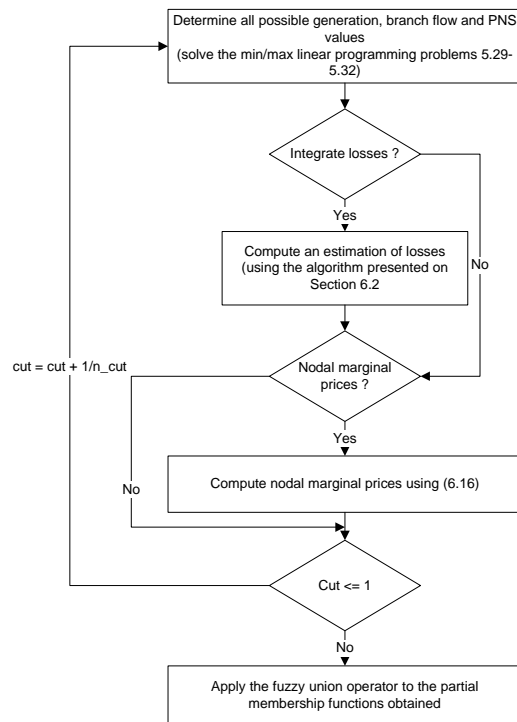 Determine all possible generation, branch flow and PNS
values
(solve the min/max linear programming problems 5.29-
5.32)
Integrate losses ?
Yes
Compute an estimation of losses
(using the algorithm presented on
Section 6.2
No
cut = cut + 1/n_cut
Nodal marginal
prices ?
Yes
Compute nodal marginal prices using (6.16)
No
Cut <= 1
No
Apply the fuzzy union operator to the partial
membership functions obtained